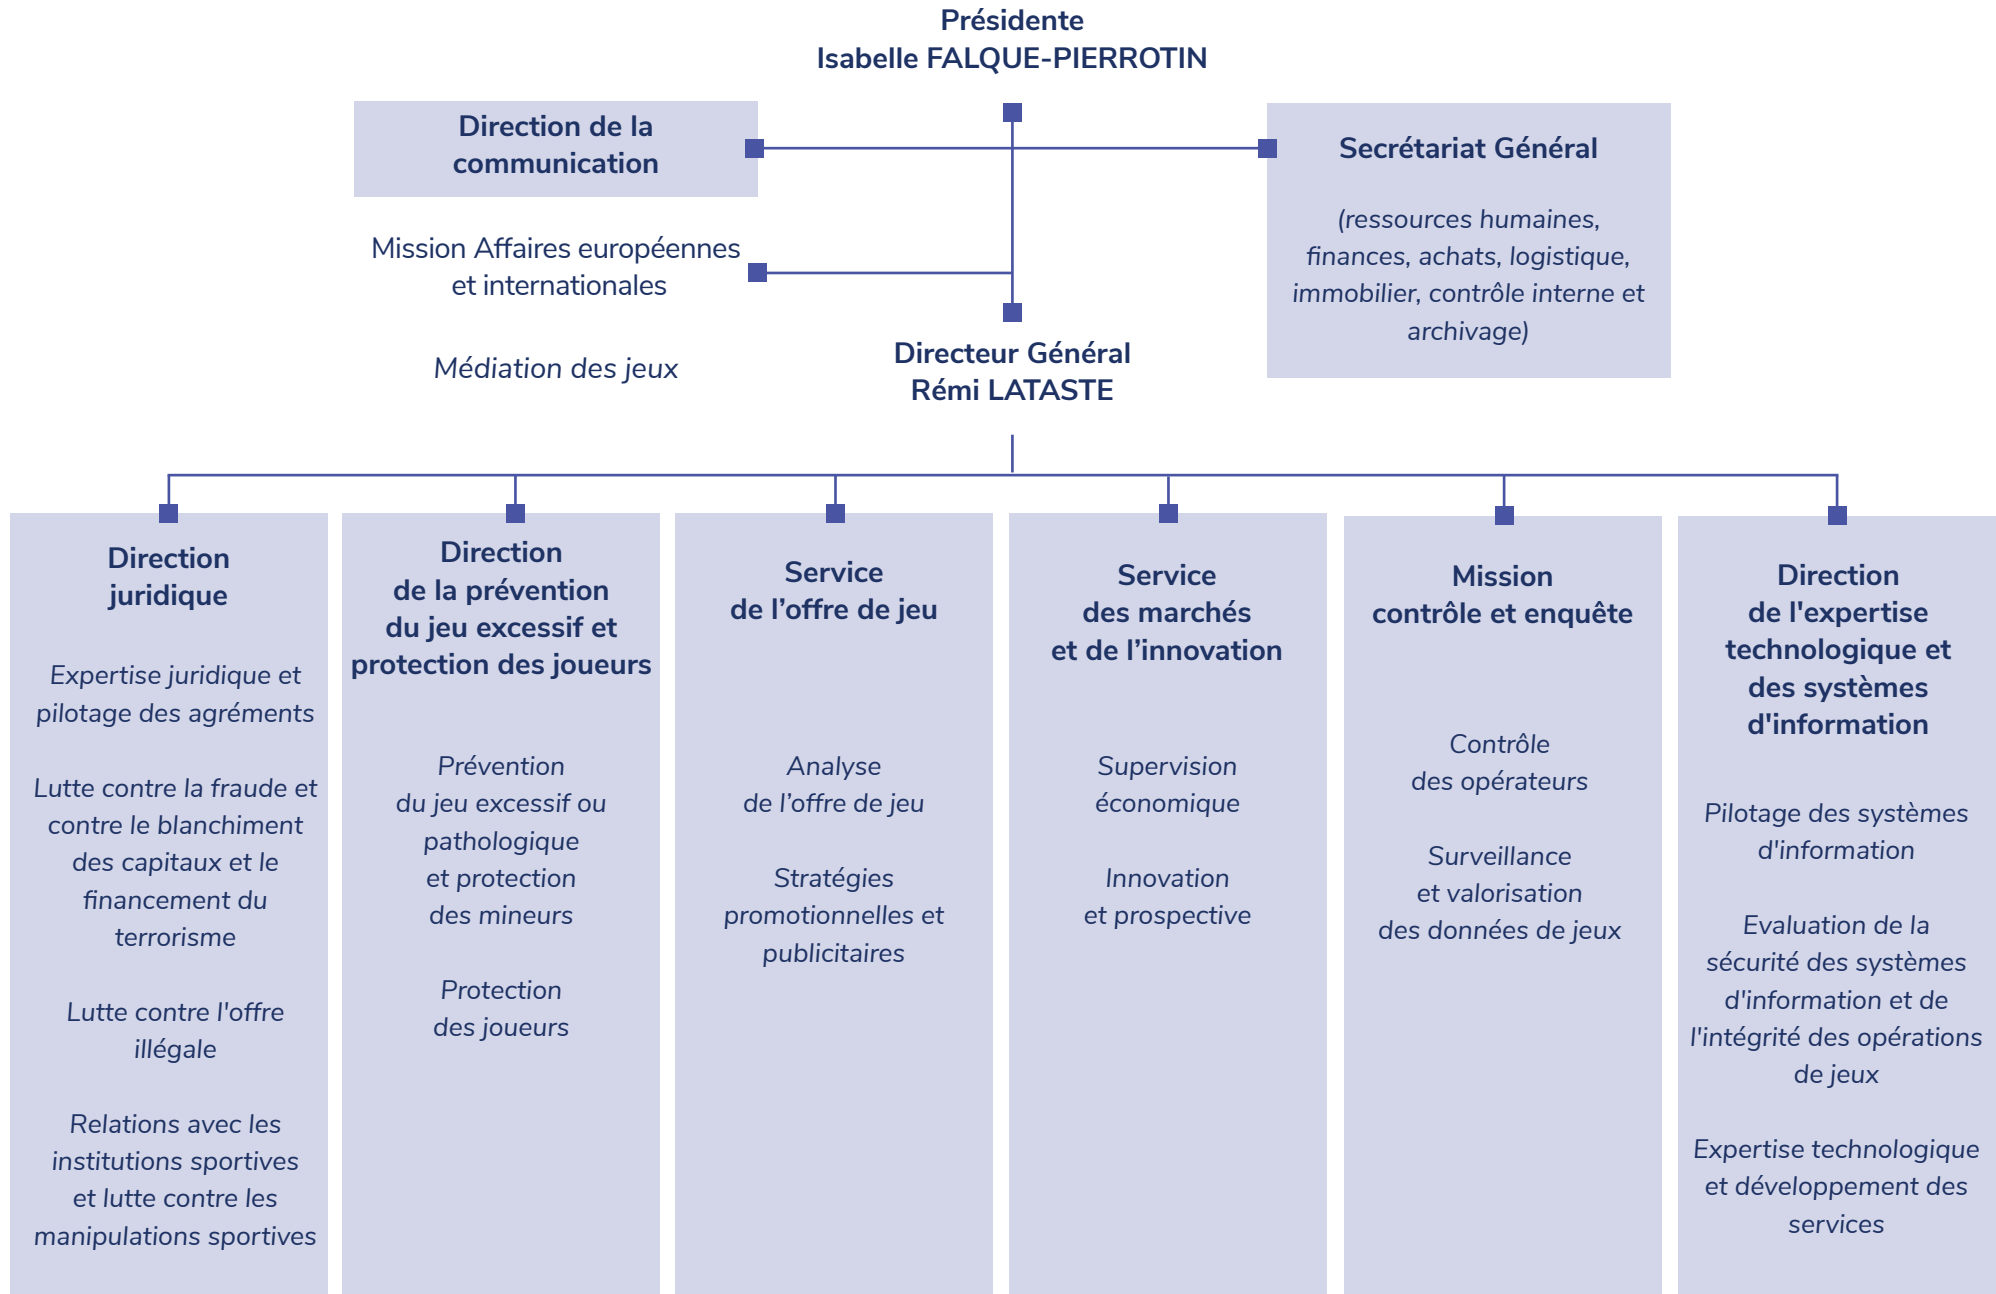 Présidente
Isabelle FALQUE-PIERROTIN
Direction de la
communication
Secrétariat Général
(ressources humaines,
finances, achats, logistique,
immobilier, contrôle interne et
archivage)
Mission Affaires européennes
et internationales
Médiation des jeux
Directeur Général
Rémi LATASTE
Direction
juridique
Expertise juridique et
pilotage des agréments
Lutte contre la fraude et
contre le blanchiment
des capitaux et le
financement du
terrorisme
Lutte contre l'offre
illégale
Relations avec les
institutions sportives
et lutte contre les
manipulations sportives
Direction
de la prévention
du jeu excessif et
protection des joueurs
Prévention
du jeu excessif ou
pathologique
et protection
des mineurs
Protection
des joueurs
Service
de l’offre de jeu
Analyse
de l’offre de jeu
Stratégies
promotionnelles et
publicitaires
Service
des marchés
et de l’innovation
Supervision
économique
Innovation
et prospective
Mission
contrôle et enquête
Contrôle
des opérateurs
Surveillance
et valorisation
des données de jeux
Direction
de l'expertise
technologique et
des systèmes
d'information
Pilotage des systèmes
d'information
Evaluation de la
sécurité des systèmes
d'information et de
l'intégrité des opérations
de jeux
Expertise technologique
et développement des
services